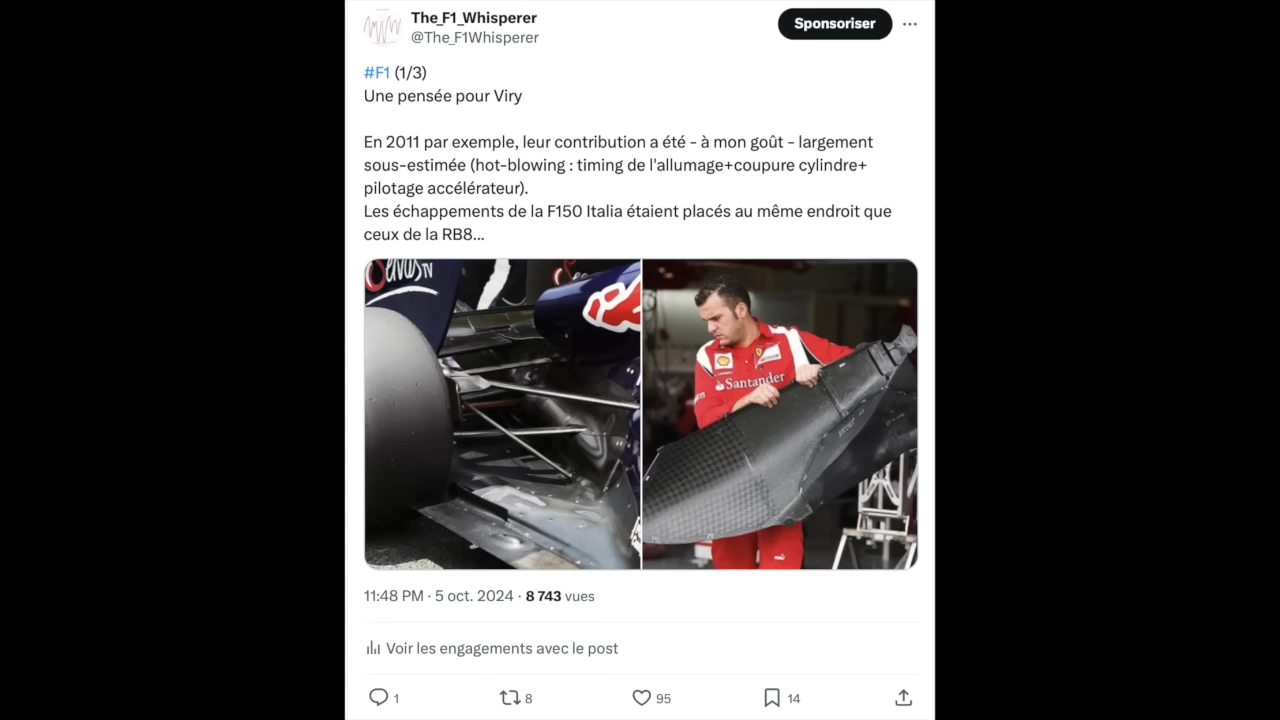 The_F1_Whisperer
@The_F1Whisperer
Sponsoriser
#F1 (1/3)
Une pensée pour Viry
En 2011 par exemple, leur contribution a été - à mon goût - largement
sous-estimée (hot-blowing : timing de l'allumage+coupure cylindre+
pilotage accélérateur).
Les échappements de la F150 Italia étaient placés au même endroit que
ceux de la RB8...
ServusTV
Santander
11:48 PM · 5 oct. 2024 · 8 743 vues
Voir les engagements avec le post
1
8
95
14